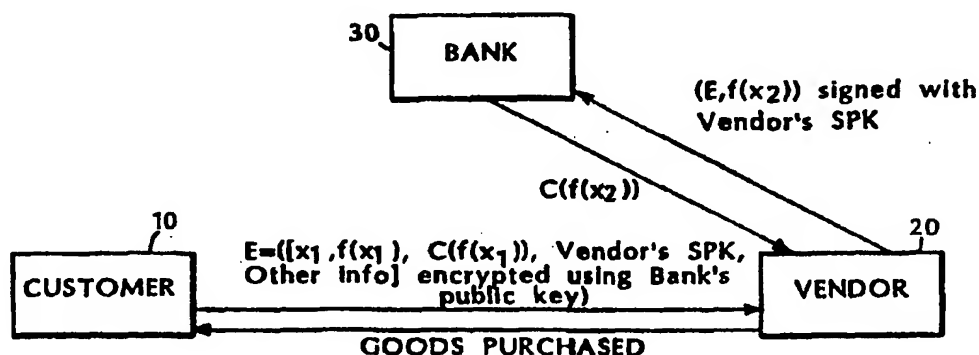 30
BANK
(E,f(x2)) signed with
Vendor's SPK
C(f(x2))
10
20
E=([x1,f(x1), C(f(x1)), Vendor's SPK,
Other Info] encrypted using Bank's
public key)
CUSTOMER
VENDOR
GOODS PURCHASED